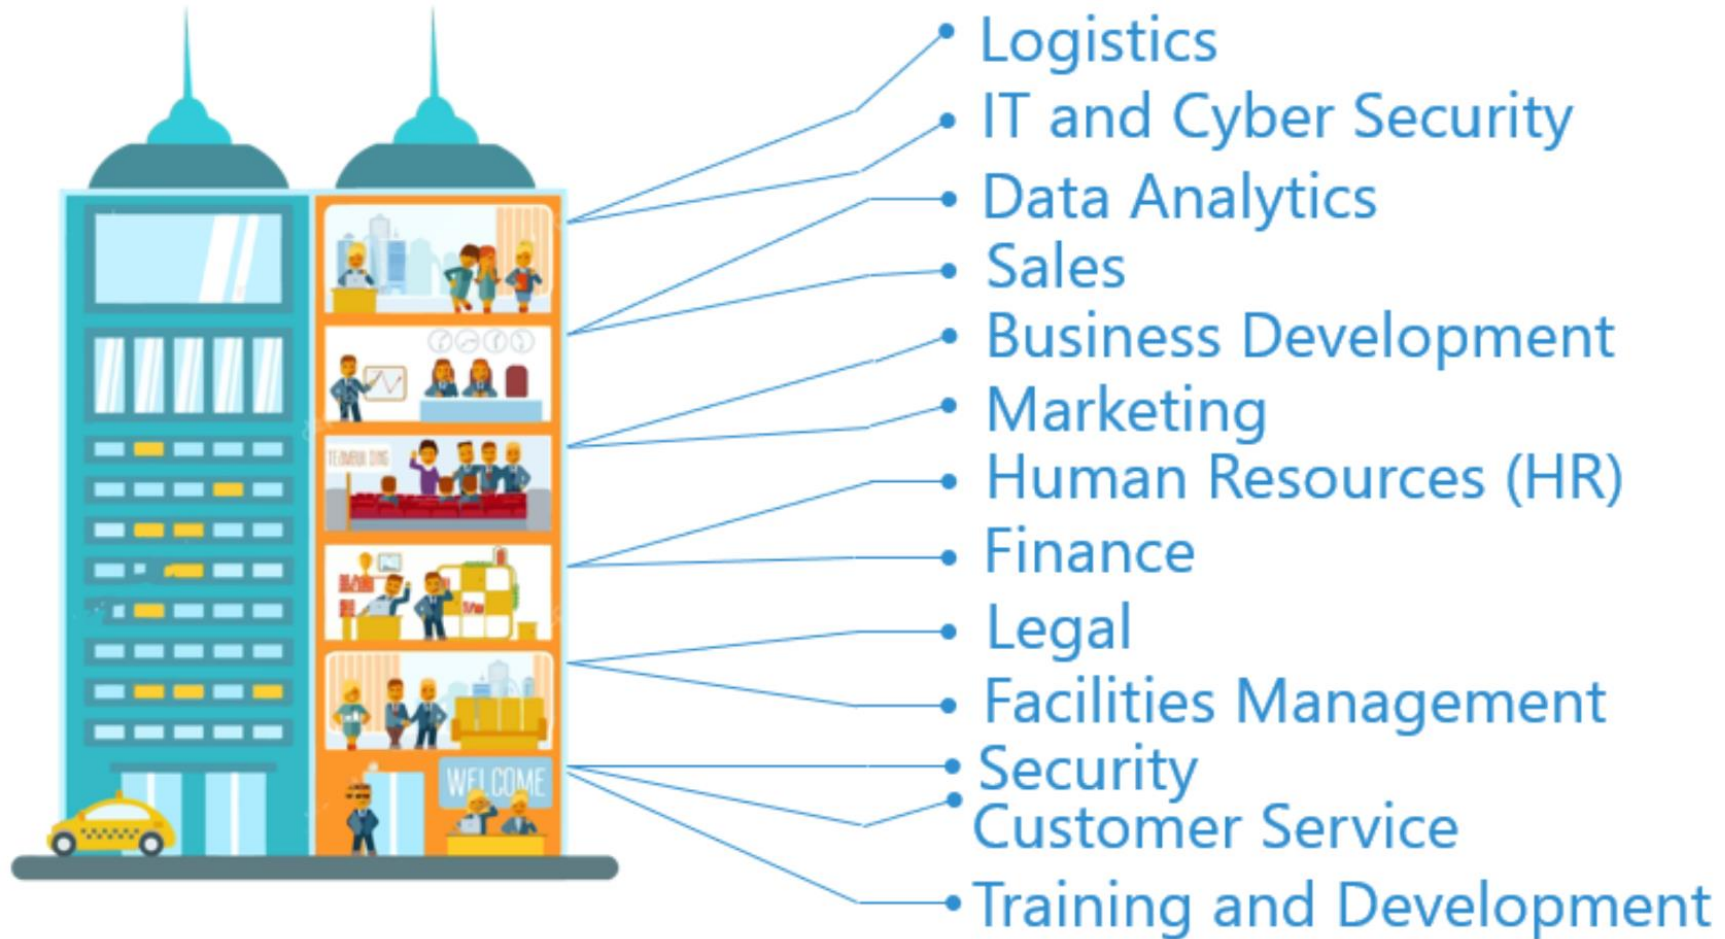 Logistics
IT and Cyber Security
Data Analytics
Sales
Business Development
Marketing
TEAMBUILDING
Human Resources (HR)
Finance
Legal
Facilities Management
Security
WELCOME
Customer Service
Training and Development